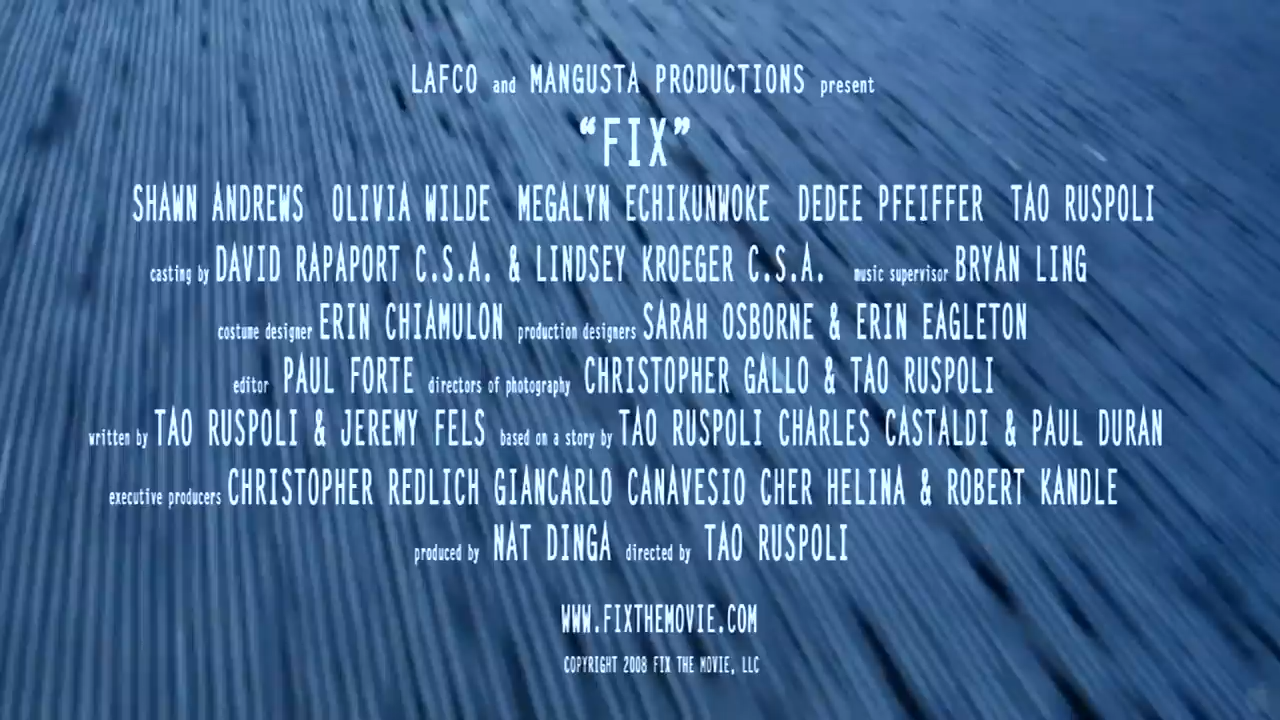 LAFCO and MANGUSTA PRODUCTIONS present
“FIX”
SHAWN ANDREWS OLIVIA WILDE MEGALYN ECHIKUNWOKE DEDEE PFEIFFER TAO RUSPOLI
casting by DAVID RAPAPORT C.S.A. & LINDSEY KROEGER C.S.A. music supervisor BRYAN LING
costume designer ERIN CHIAMULON production designers SARAH OSBORNE & ERIN EAGLETON
editor PAUL FORTE directors of photography CHRISTOPHER GALLO & TAO RUSPOLI
written by TAO RUSPOLI & JEREMY FELS based on a story by TAO RUSPOLI CHARLES CASTALDI & PAUL DURAN
executive producers CHRISTOPHER REDLICH GIANCARLO CANAVESIO CHER HELINA & ROBERT KANDLE
produced by NAT DINGA directed by TAO RUSPOLI
WWW.FIXTHEMOVIE.COM
COPYRIGHT 2008 FIX THE MOVIE, LLC